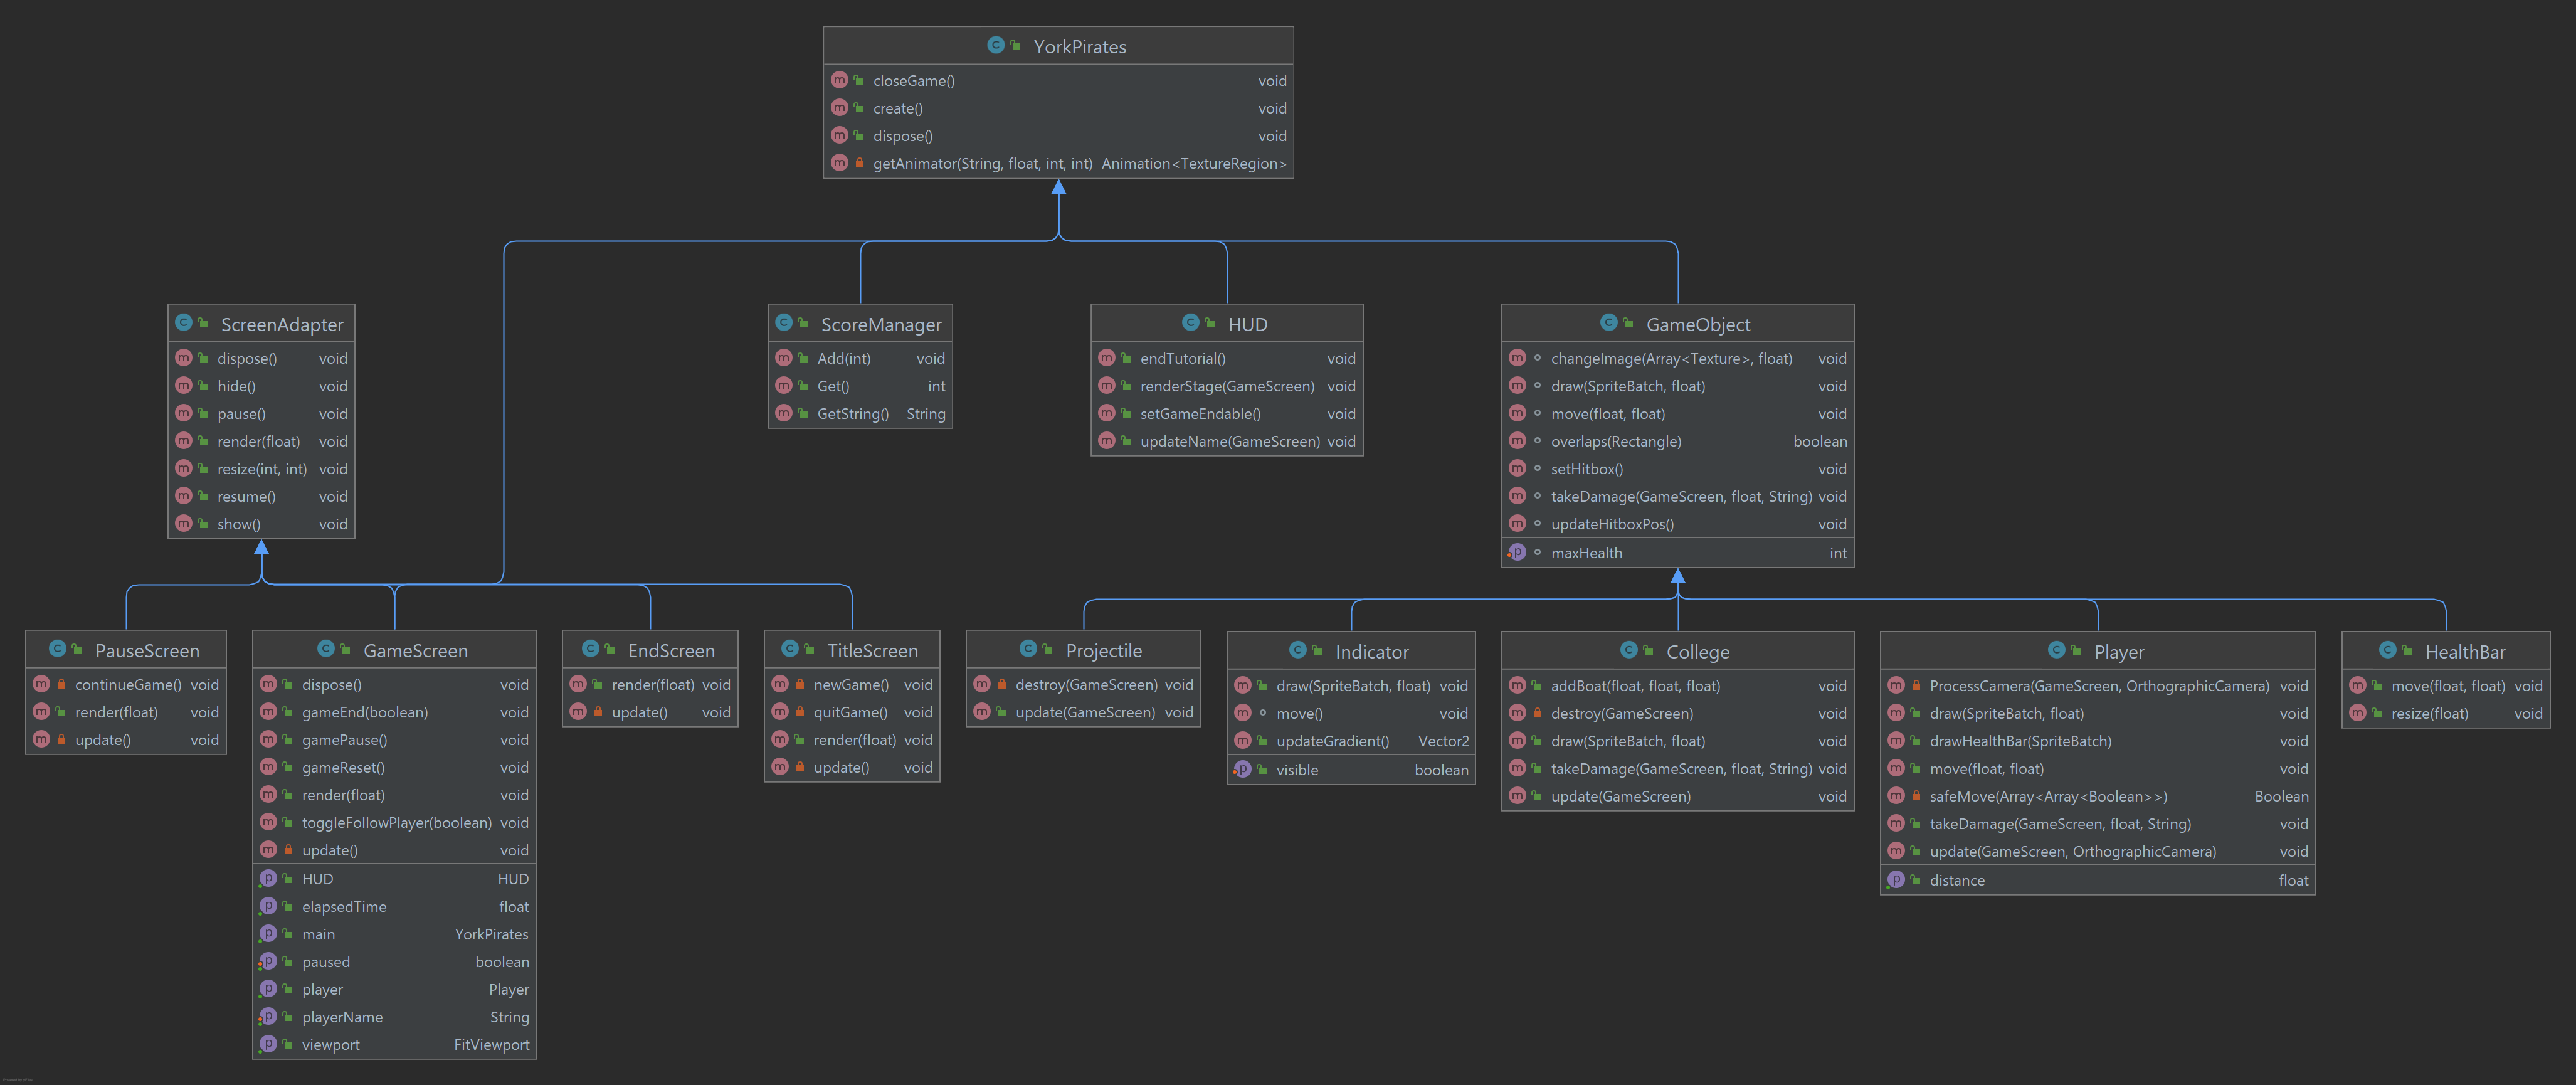 YorkPirates
closeGame() void
create() void
dispose() void
getAnimator(String, float, int, int) Animation<TextureRegion>
ScreenAdapter
dispose() void
hide() void
pause() void
render(float) void
resize(int, int) void
resume() void
show() void
ScoreManager
Add(int) void
Get() int
GetString() String
HUD
endTutorial() void
renderStage(GameScreen) void
setGameEndable() void
updateName(GameScreen) void
GameObject
changeImage(Array<Texture>, float) void
draw(SpriteBatch, float) void
move(float, float) void
overlaps(Rectangle) boolean
setHitbox() void
takeDamage(GameScreen, float, String) void
updateHitboxPos() void
maxHealth int
PauseScreen
continueGame() void
render(float) void
update() void
GameScreen
dispose() void
gameEnd(boolean) void
gamePause() void
gameReset() void
render(float) void
toggleFollowPlayer(boolean) void
update() void
HUD HUD
elapsedTime float
main YorkPirates
paused boolean
player Player
playerName String
viewport FitViewport
EndScreen
render(float) void
update() void
TitleScreen
newGame() void
quitGame() void
render(float) void
update() void
Projectile
destroy(GameScreen) void
update(GameScreen) void
Indicator
draw(SpriteBatch, float) void
move() void
updateGradient() Vector2
visible boolean
College
addBoat(float, float, float) void
destroy(GameScreen) void
draw(SpriteBatch, float) void
takeDamage(GameScreen, float, String) void
update(GameScreen) void
Player
ProcessCamera(GameScreen, OrthographicCamera) void
draw(SpriteBatch, float) void
drawHealthBar(SpriteBatch) void
move(float, float) void
safeMove(Array<Array<Boolean>>) Boolean
takeDamage(GameScreen, float, String) void
update(GameScreen, OrthographicCamera) void
distance float
HealthBar
move(float, float) void
resize(float) void